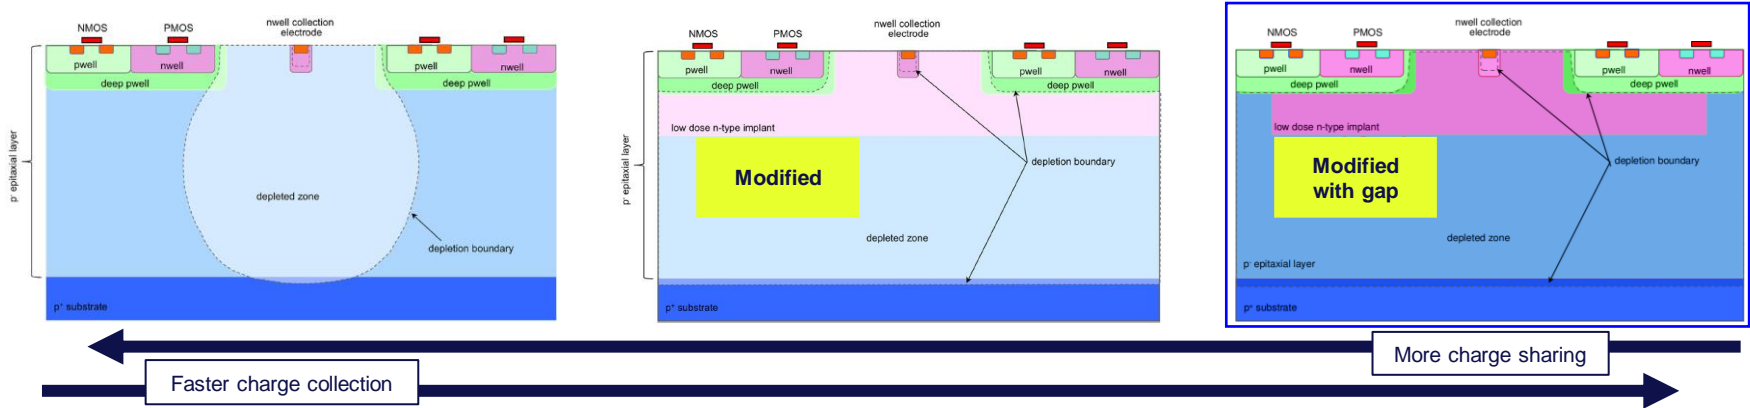 NMOS
PMOS
nwell collection
electrode
pwell
nwell
deep pwell
pwell
nwell
deep pwell
p⁻ epitaxial layer
depleted zone
depletion boundary
p⁺ substrate
NMOS
PMOS
nwell collection
electrode
pwell
nwell
deep pwell
pwell
nwell
deep pwell
low dose n-type implant
p⁻ epitaxial layer
Modified
depletion boundary
depleted zone
p⁺ substrate
NMOS
PMOS
nwell collection
electrode
pwell
nwell
deep pwell
pwell
nwell
deep pwell
low dose n-type implant
Modified
with gap
depletion boundary
depleted zone
p⁻ epitaxial layer
p⁺ substrate
More charge sharing
Faster charge collection